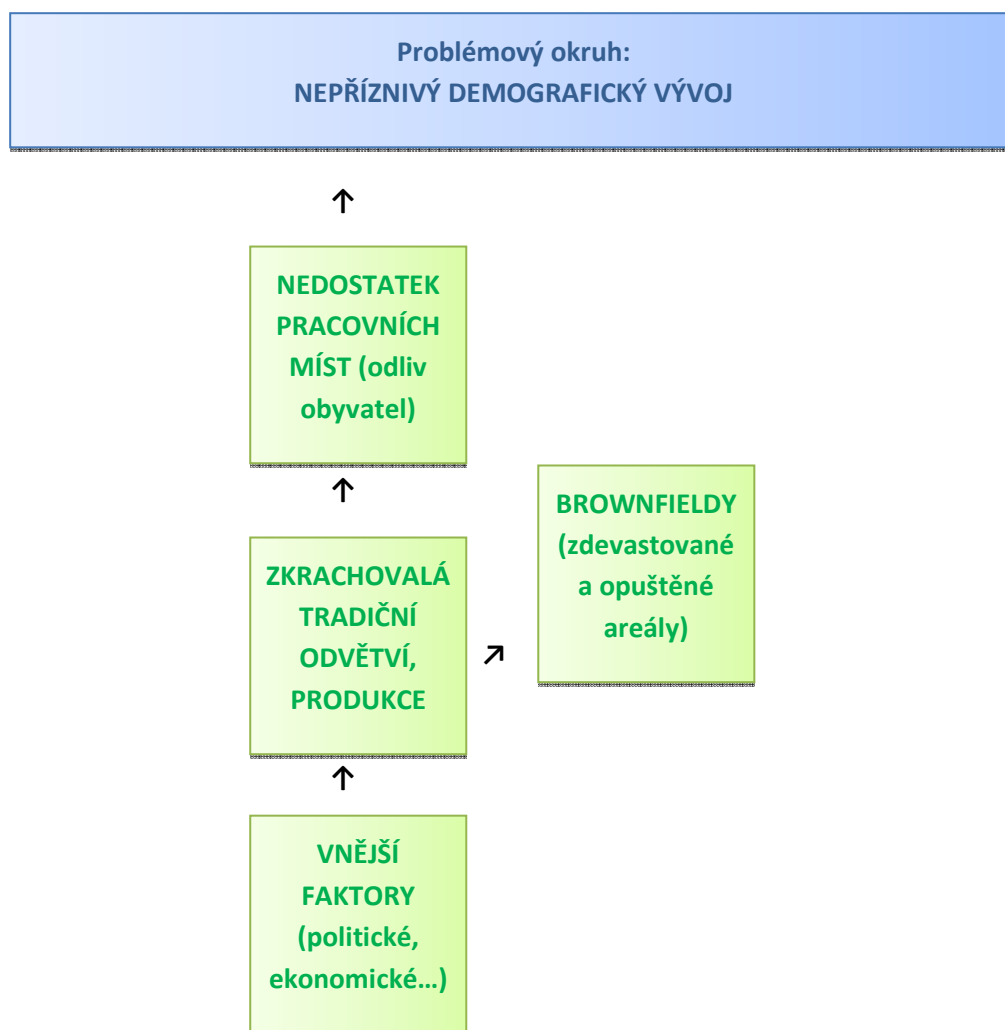 Problémový okruh:
NEPŘÍZNIVÝ DEMOGRAFICKÝ VÝVOJ
↑
NEDOSTATEK
PRACOVNÍCH
MÍST (odliv
obyvatel)
↑
BROWNFIELDY
(zdevastované
a opuštěné
areály)
ZKRACHOVALÁ
TRADIČNÍ
ODVĚTVÍ,
PRODUKCE
↗
↑
VNĚJŠÍ
FAKTORY
(politické,
ekonomické…)